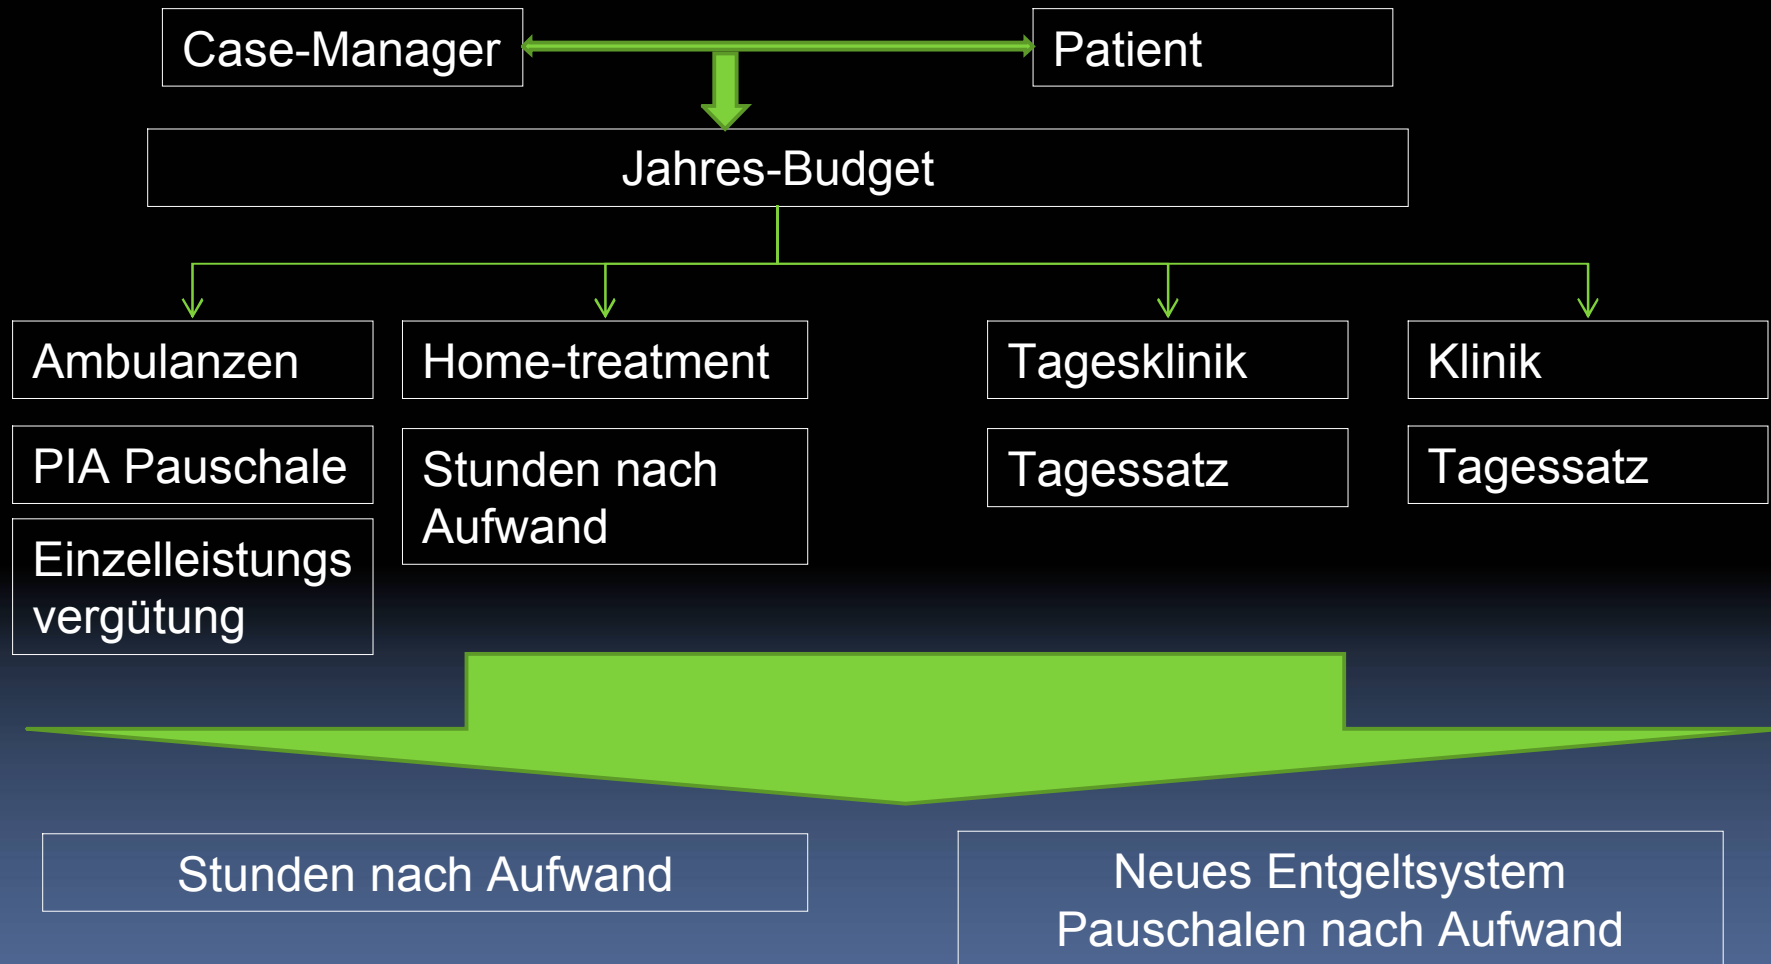 Case-Manager
Patient
Jahres-Budget
Ambulanzen
Home-treatment
Tagesklinik
Klinik
PIA Pauschale
Stunden nach
Aufwand
Tagessatz
Tagessatz
Einzelleistungs
vergütung
Stunden nach Aufwand
Neues Entgeltsystem
Pauschalen nach Aufwand